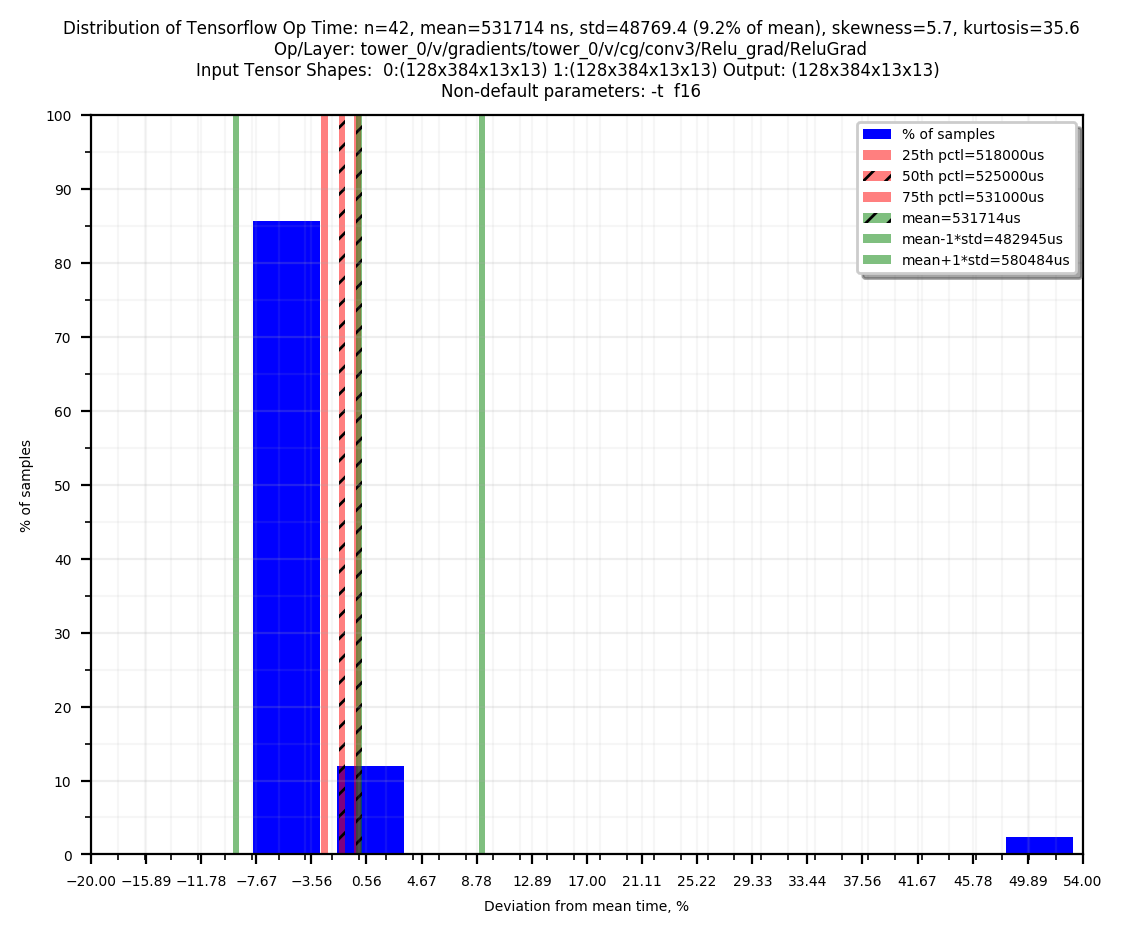 Distribution of Tensorflow Op Time: n=42, mean=531714 ns, std=48769.4 (9.2% of mean), skewness=5.7, kurtosis=35.6
Op/Layer: tower_0/v/gradients/tower_0/v/cg/conv3/Relu_grad/ReluGrad
Input Tensor Shapes:  0:(128x384x13x13) 1:(128x384x13x13) Output: (128x384x13x13)
Non-default parameters: -t  f16
% of samples
25th pctl=518000us
50th pctl=525000us
75th pctl=531000us
mean=531714us
mean-1*std=482945us
mean+1*std=580484us
100
90
80
70
60
50
40
30
20
10
0
% of samples
−20.00 −15.89 −11.78 −7.67 −3.56 0.56 4.67 8.78 12.89 17.00 21.11 25.22 29.33 33.44 37.56 41.67 45.78 49.89 54.00
Deviation from mean time, %